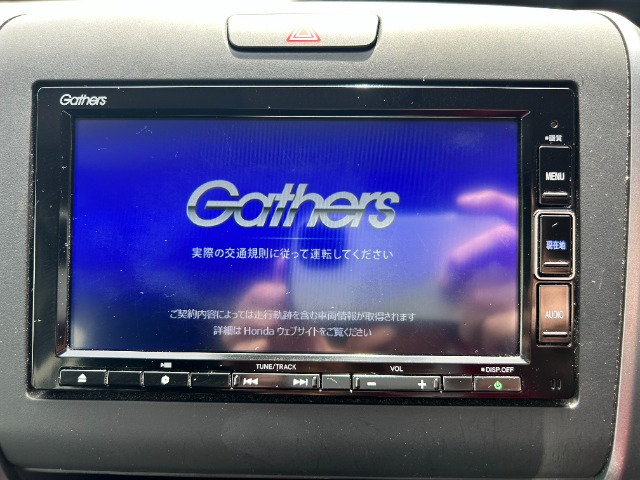 Gathers
■画質
MENU
Gathers
実際の交通規則に従って運転してください
現在地
ご契約内容によっては走行軌跡を含む車両情報が取得されます
詳細は Honda ウェブサイトをご覧ください
AUDIO
TUNE/TRACK
VOL
■DISP.OFF